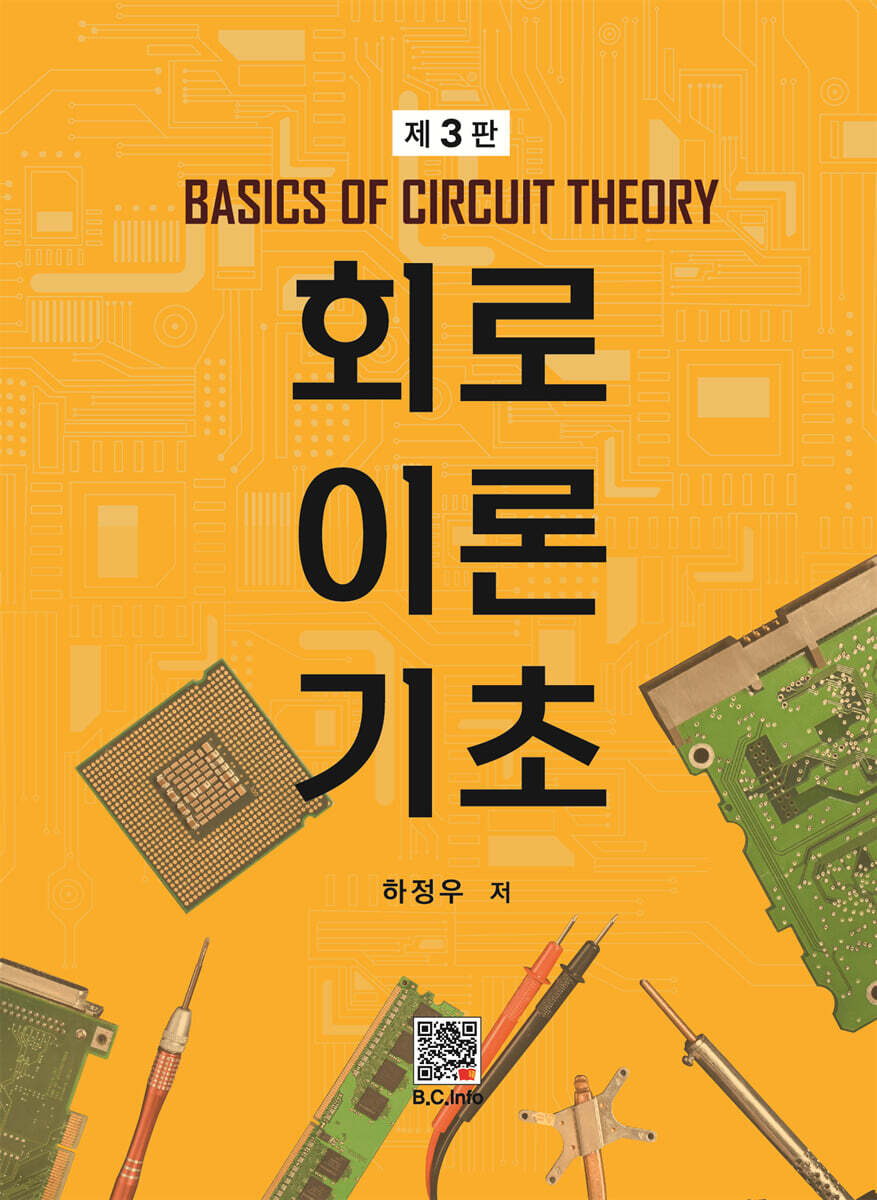 제 3 판
BASICS OF CIRCUIT THEORY
회로
이론
기초
하정우 저
B.C.Info